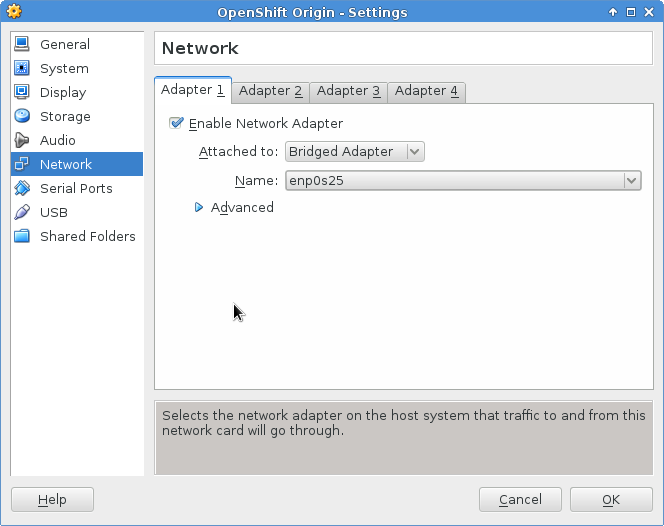 OpenShift Origin - Settings
General
System
Display
Storage
Audio
Network
Serial Ports
USB
Shared Folders
Network
Adapter 1 Adapter 2 Adapter 3 Adapter 4
Enable Network Adapter
Attached to: Bridged Adapter
Name: enp0s25
Advanced
Selects the network adapter on the host system that traffic to and from this
network card will go through.
Help Cancel OK